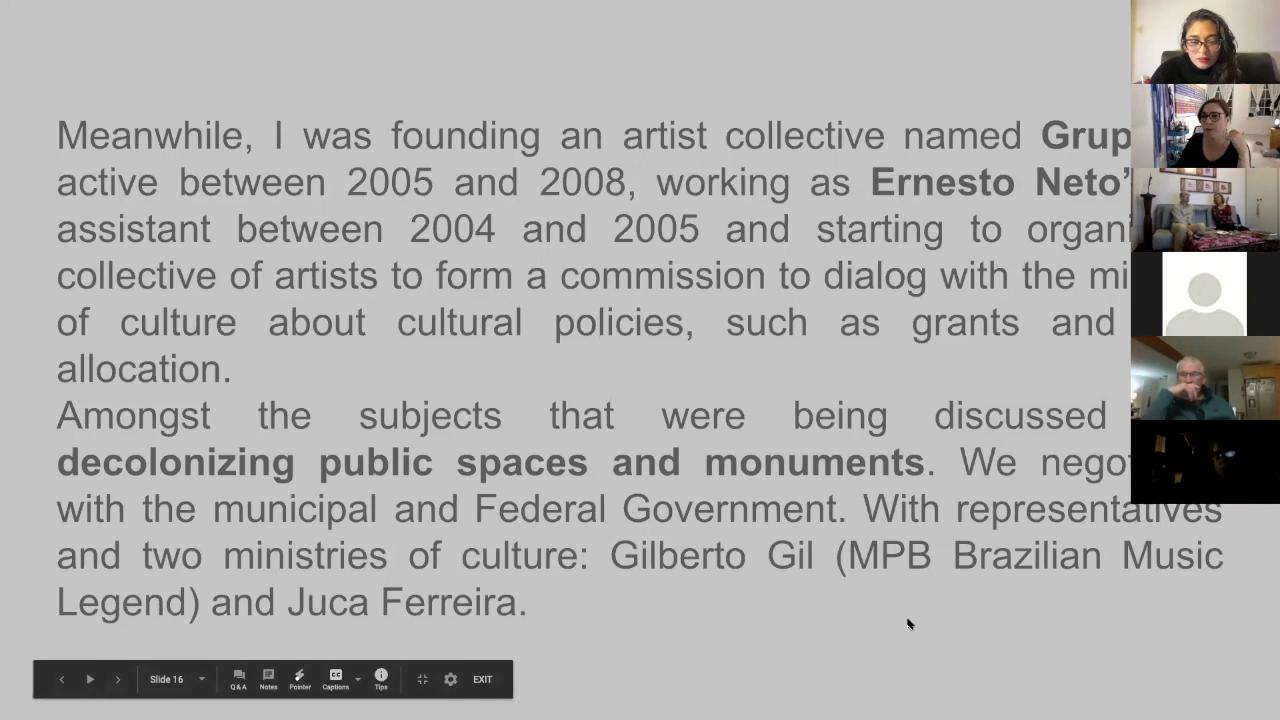 Meanwhile, I was founding an artist collective named
active between 2005 and 2008, working as Ernesto Neto’
assistant between 2004 and 2005 and starting to
collective of artists to form a commission to dialog with the
of culture about cultural policies, such as grants and
allocation.
Amongst the subjects that were being discussed
decolonizing public spaces and monuments. We
with the municipal and Federal Government. With representatives
and two ministries of culture: Gilberto Gil (MPB Brazilian Music
Legend) and Juca Ferreira.
Slide 16 Q&A Notes Pointer Captions Tips EXIT